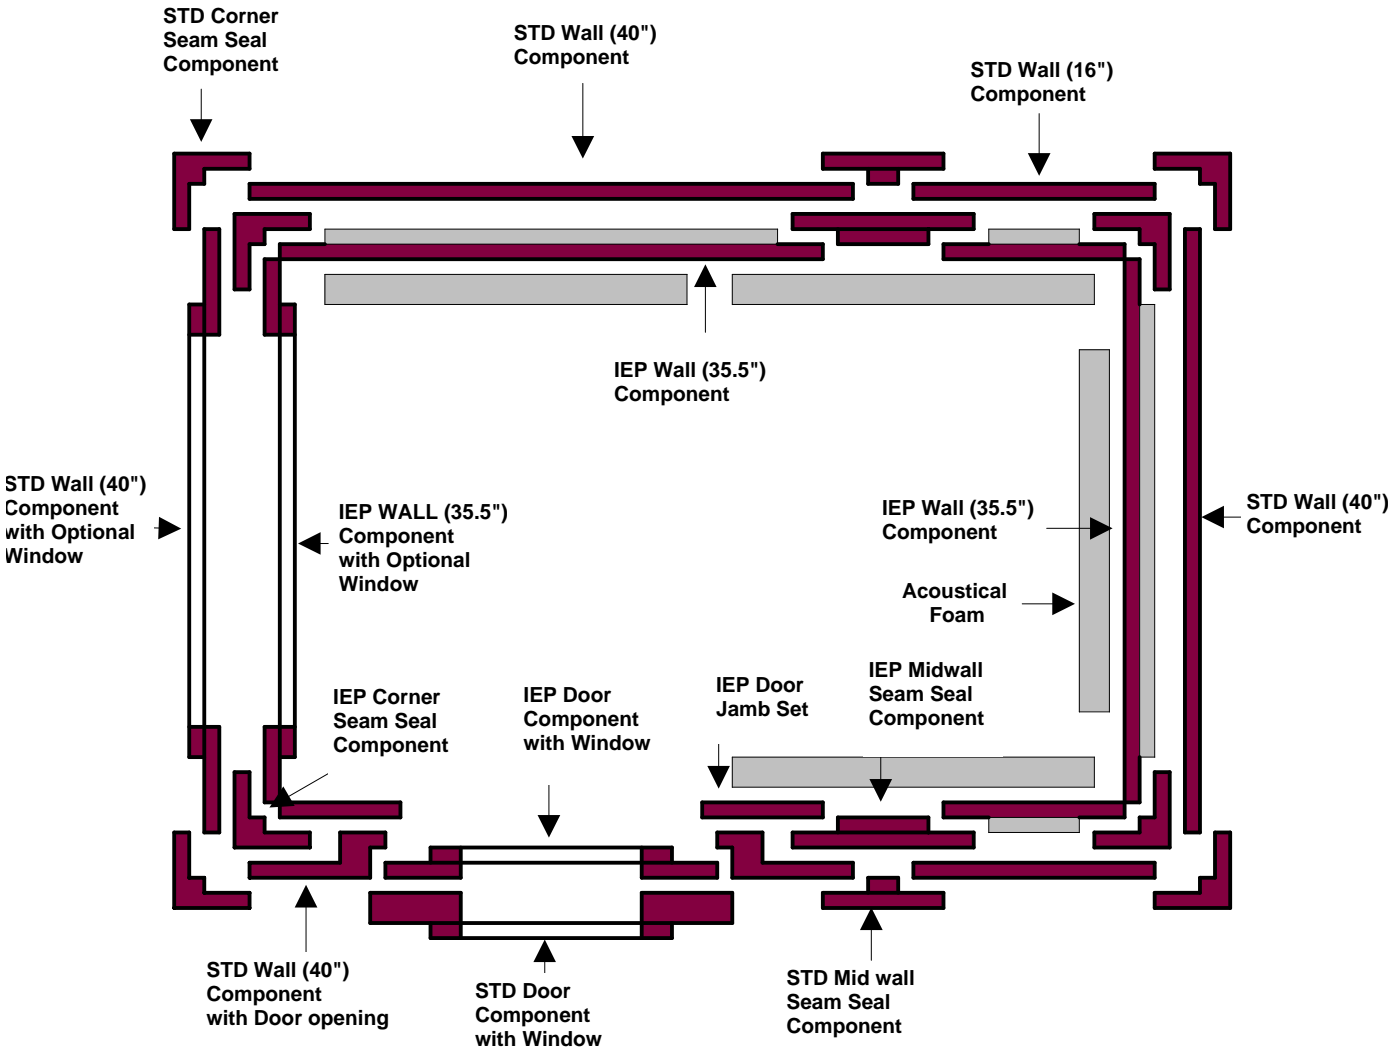 STD Corner
Seam Seal
Component
STD Wall (40")
Component
STD Wall (16")
Component
IEP Wall (35.5")
Component
STD Wall (40")
Component
with Optional
Window
IEP WALL (35.5")
Component
with Optional
Window
IEP Wall (35.5")
Component
STD Wall (40")
Component
Acoustical
Foam
IEP Corner
Seam Seal
Component
IEP Door
Component
with Window
IEP Door
Jamb Set
IEP Midwall
Seam Seal
Component
STD Wall (40")
Component
with Door opening
STD Door
Component
with Window
STD Mid wall
Seam Seal
Component